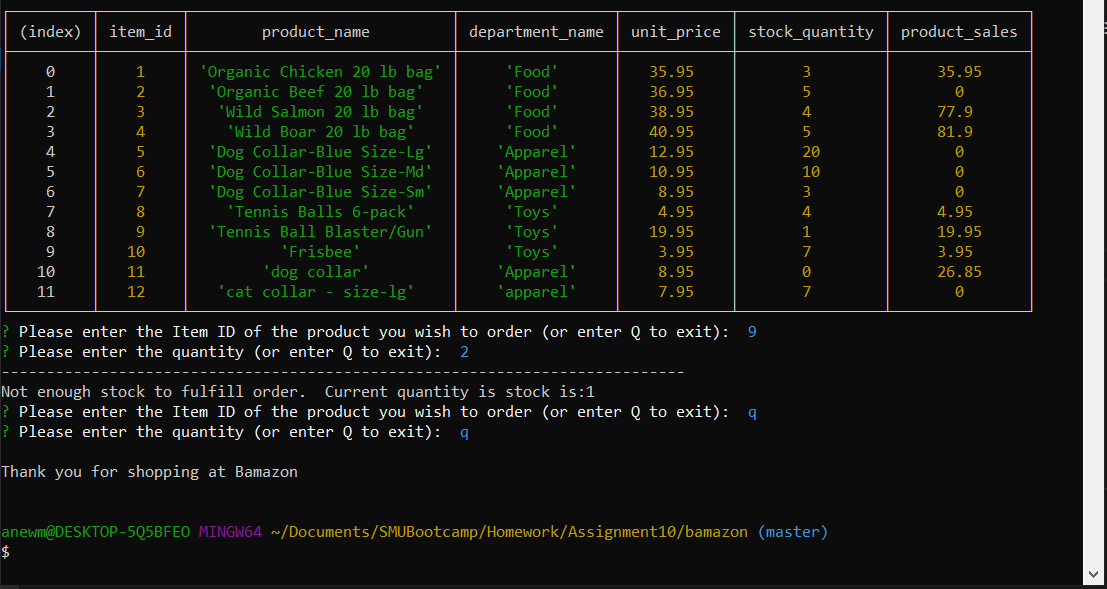 (index) item_id product_name department_name unit_price stock_quantity product_sales
0 1 'Organic Chicken 20 lb bag' 'Food' 35.95 3 35.95
1 2 'Organic Beef 20 lb bag' 'Food' 36.95 5 0
2 3 'Wild Salmon 20 lb bag' 'Food' 38.95 4 77.9
3 4 'Wild Boar 20 lb bag' 'Food' 40.95 5 81.9
4 5 'Dog Collar-Blue Size-Lg' 'Apparel' 12.95 20 0
5 6 'Dog Collar-Blue Size-Md' 'Apparel' 10.95 10 0
6 7 'Dog Collar-Blue Size-Sm' 'Apparel' 8.95 3 0
7 8 'Tennis Balls 6-pack' 'Toys' 4.95 4 4.95
8 9 'Tennis Ball Blaster/Gun' 'Toys' 19.95 1 19.95
9 10 'Frisbee' 'Toys' 3.95 7 3.95
10 11 'dog collar' 'Apparel' 8.95 0 26.85
11 12 'cat collar - size-lg' 'apparel' 7.95 7 0
? Please enter the Item ID of the product you wish to order (or enter Q to exit): 9
? Please enter the quantity (or enter Q to exit): 2
----------------------------------------------------------------------------
Not enough stock to fulfill order. Current quantity is stock is:1
? Please enter the Item ID of the product you wish to order (or enter Q to exit): q
? Please enter the quantity (or enter Q to exit): q
Thank you for shopping at Bamazon
anewm@DESKTOP-5Q5BFEO MINGW64 ~/Documents/SMUBootcamp/Homework/Assignment10/bamazon (master)
$